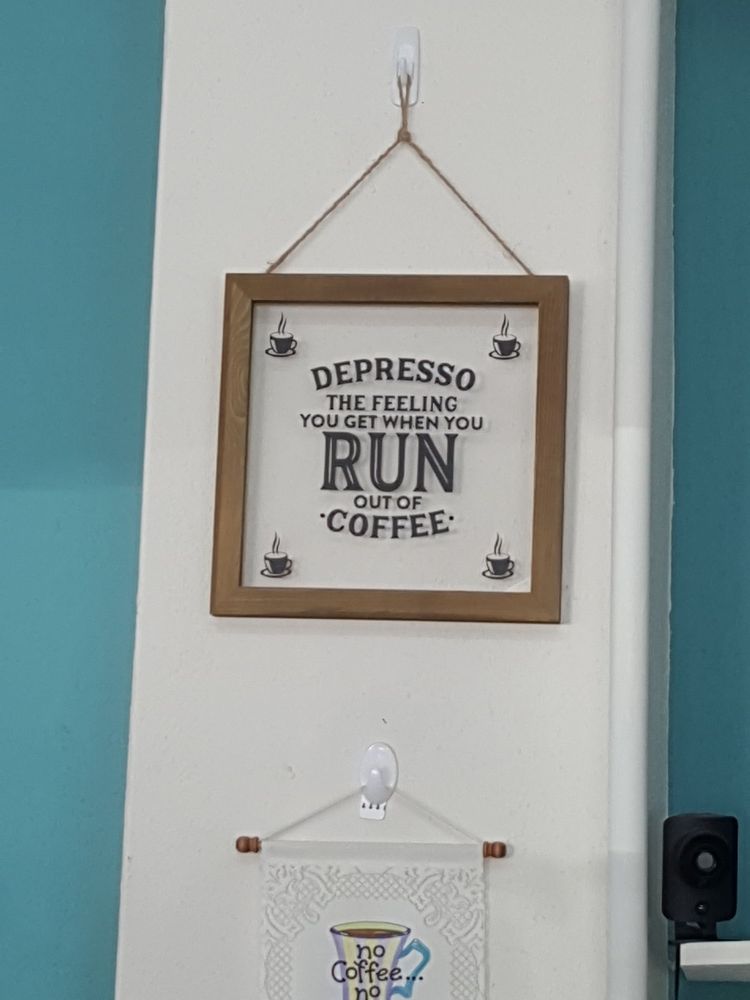 DEPRESSO
THE FEELING
YOU GET WHEN YOU
RUN
OUT OF
·COFFEE·
no
Coffee...
no